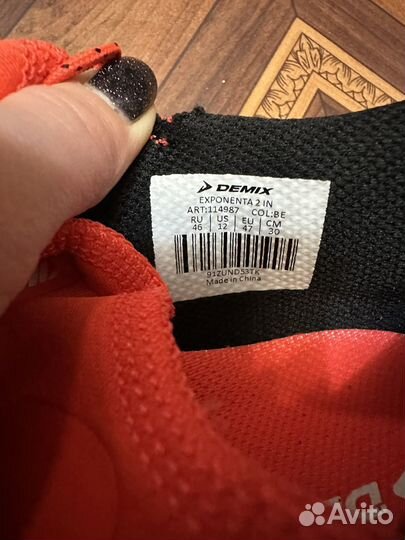 DEMIX
EXPONENTA 2 IN
ART:114987 COL:BE
RU US EU CM
46 12 47 30
91ZUND53TK
Made in China
Avito